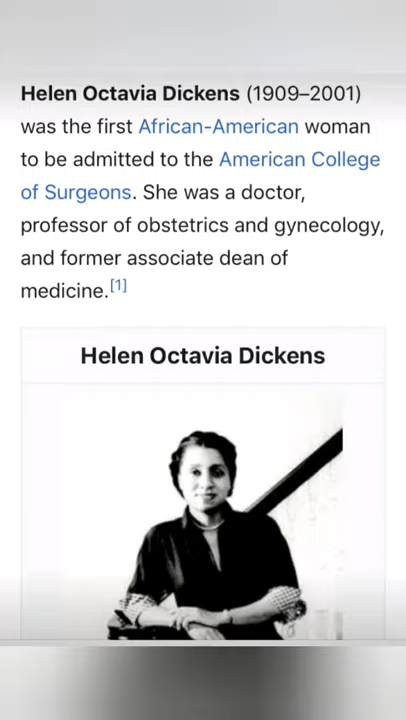 Helen Octavia Dickens (1909–2001)
was the first African-American woman
to be admitted to the American College
of Surgeons. She was a doctor,
professor of obstetrics and gynecology,
and former associate dean of
medicine.[1]
Helen Octavia Dickens